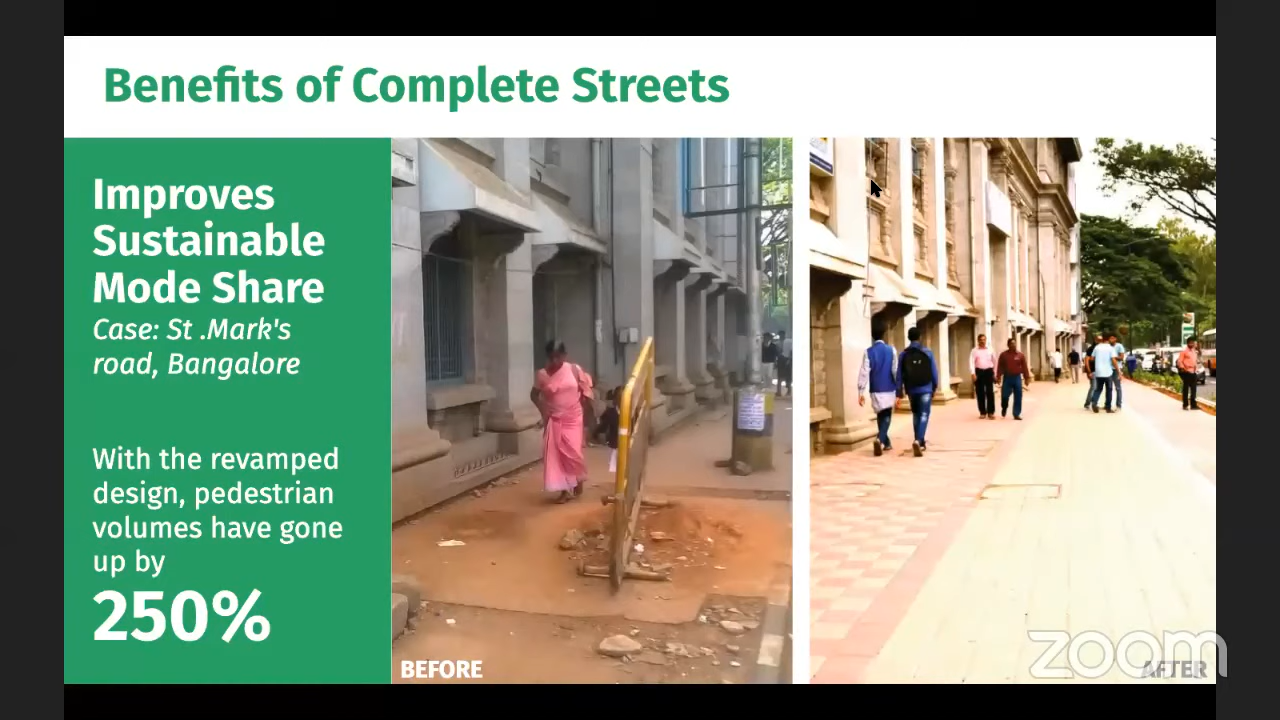 Benefits of Complete Streets
Improves
Sustainable
Mode Share
Case: St .Mark's
road, Bangalore
With the revamped
design, pedestrian
volumes have gone
up by
250%
BEFORE
AFTER
zoom